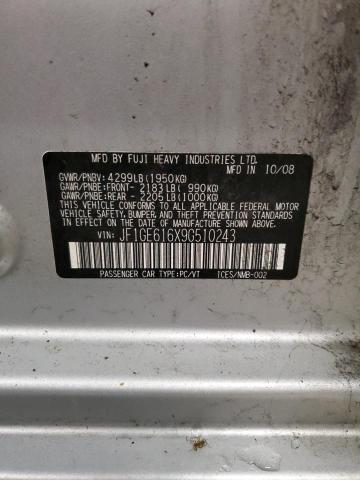 MFD BY FUJI HEAVY INDUSTRIES LTD.
MFD IN 10/08
GVWR/PNBV: 4299LB(1950KG)
GAWR/PNBE:FRONT- 2183LB( 990KG)
GAWR/PNBE:REAR - 2205LB(1000KG)
THIS VEHICLE CONFORMS TO ALL APPLICABLE FEDERAL MOTOR VEHICLE
SAFETY, BUMPER, AND THEFT PREVENTION STANDARDS IN EFFECT
ON THE DATE OF MANUFACTURE SHOWN ABOVE.
VIN: JF1GE616X9G510243
PASSENGER CAR TYPE:PC/VT ICES/NMB-002